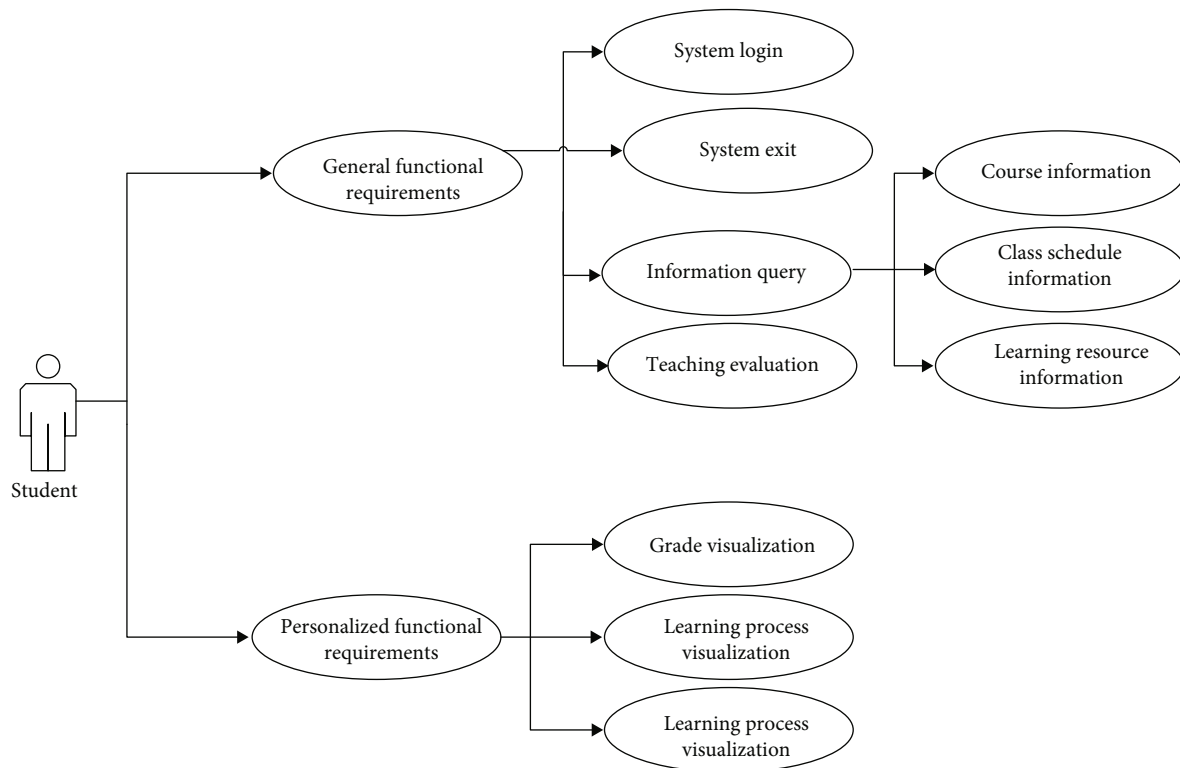 System login
General functional
requirements
System exit
Course information
Information query
Class schedule
information
Teaching evaluation
Learning resource
information
Student
Grade visualization
Personalized functional
requirements
Learning process
visualization
Learning process
visualization